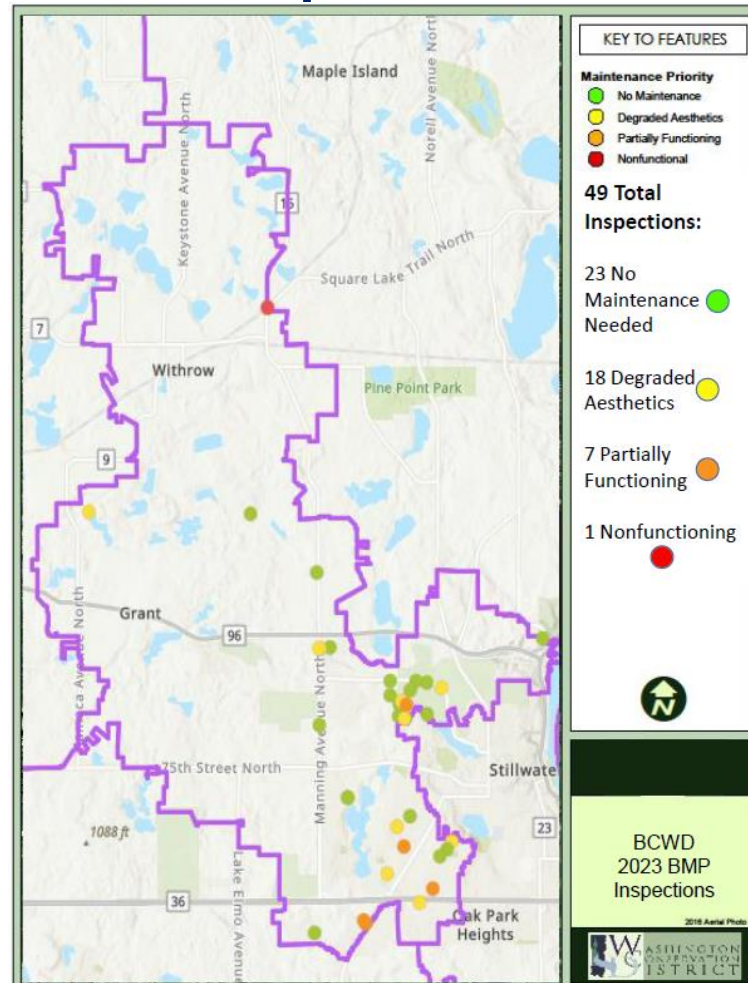 Maple Island
Norell Avenue North
Keystone Avenue North
15
Square Lake Trail North
7
Withrow
Pine Point Park
9
Grant
96
Manning Avenue North
75th Street North
Stillwate
1088 ft
23
36
Lake Elmo Avenue
Oak Park
Heights
KEY TO FEATURES
Maintenance Priority
No Maintenance
Degraded Aesthetics
Partially Functioning
Nonfunctional
49 Total
Inspections:
23 No
Maintenance
Needed
18 Degraded
Aesthetics
7 Partially
Functioning
1 Nonfunctioning
N
BCWD
2023 BMP
Inspections
2016 Aerial Photo
WASHINGTON
CONSERVATION
DISTRICT